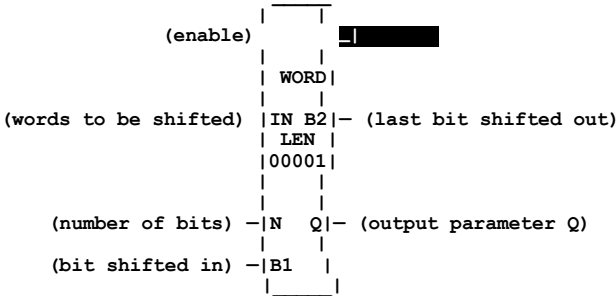 (enable)
WORD
(words to be shifted) IN B2 (last bit shifted out)
LEN
00001
(number of bits) N Q (output parameter Q)
(bit shifted in) B1